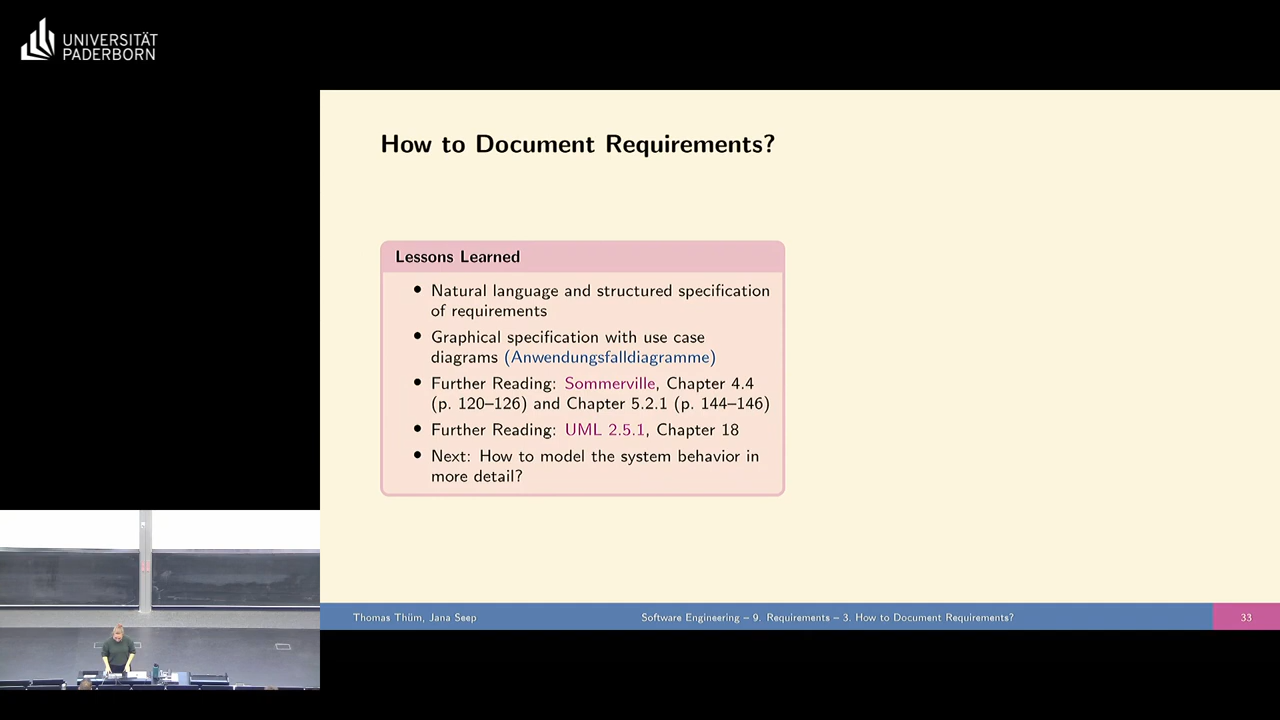 UNIVERSITÄT
PADERBORN
How to Document Requirements?
Lessons Learned
• Natural language and structured specification
of requirements
• Graphical specification with use case
diagrams (Anwendungsfalldiagramme)
• Further Reading: Sommerville, Chapter 4.4
(p. 120–126) and Chapter 5.2.1 (p. 144–146)
• Further Reading: UML 2.5.1, Chapter 18
• Next: How to model the system behavior in
more detail?
Thomas Thüm, Jana Seep
Software Engineering – 9. Requirements – 3. How to Document Requirements?
33